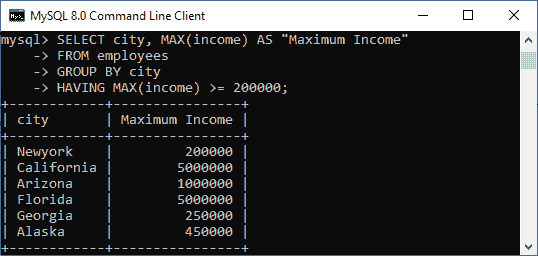 MySQL 8.0 Command Line Client
mysql> SELECT city, MAX(income) AS "Maximum Income"
    -> FROM employees
    -> GROUP BY city
    -> HAVING MAX(income) >= 200000;
+------------+----------------+
| city       | Maximum Income |
+------------+----------------+
| Newyork    |         200000 |
| California |        5000000 |
| Arizona    |        1000000 |
| Florida    |        5000000 |
| Georgia    |         250000 |
| Alaska     |         450000 |
+------------+----------------+